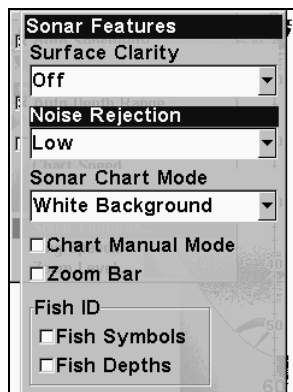 Sonar Features
Surface Clarity
Off
Noise Rejection
Low
Sonar Chart Mode
White Background
Chart Manual Mode
Zoom Bar
Fish ID
Fish Symbols
Fish Depths